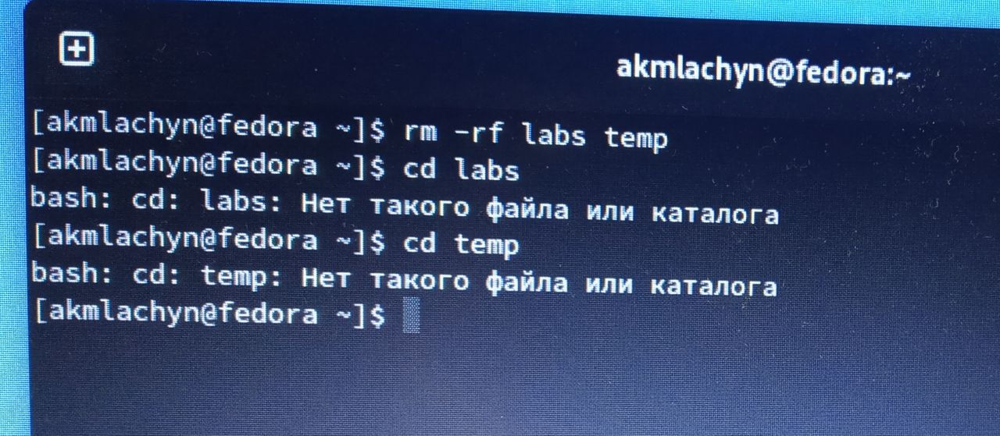 akmlachyn@fedora:~
[akmlachyn@fedora ~]$ rm -rf labs temp
[akmlachyn@fedora ~]$ cd labs
bash: cd: labs: Нет такого файла или каталога
[akmlachyn@fedora ~]$ cd temp
bash: cd: temp: Нет такого файла или каталога
[akmlachyn@fedora ~]$